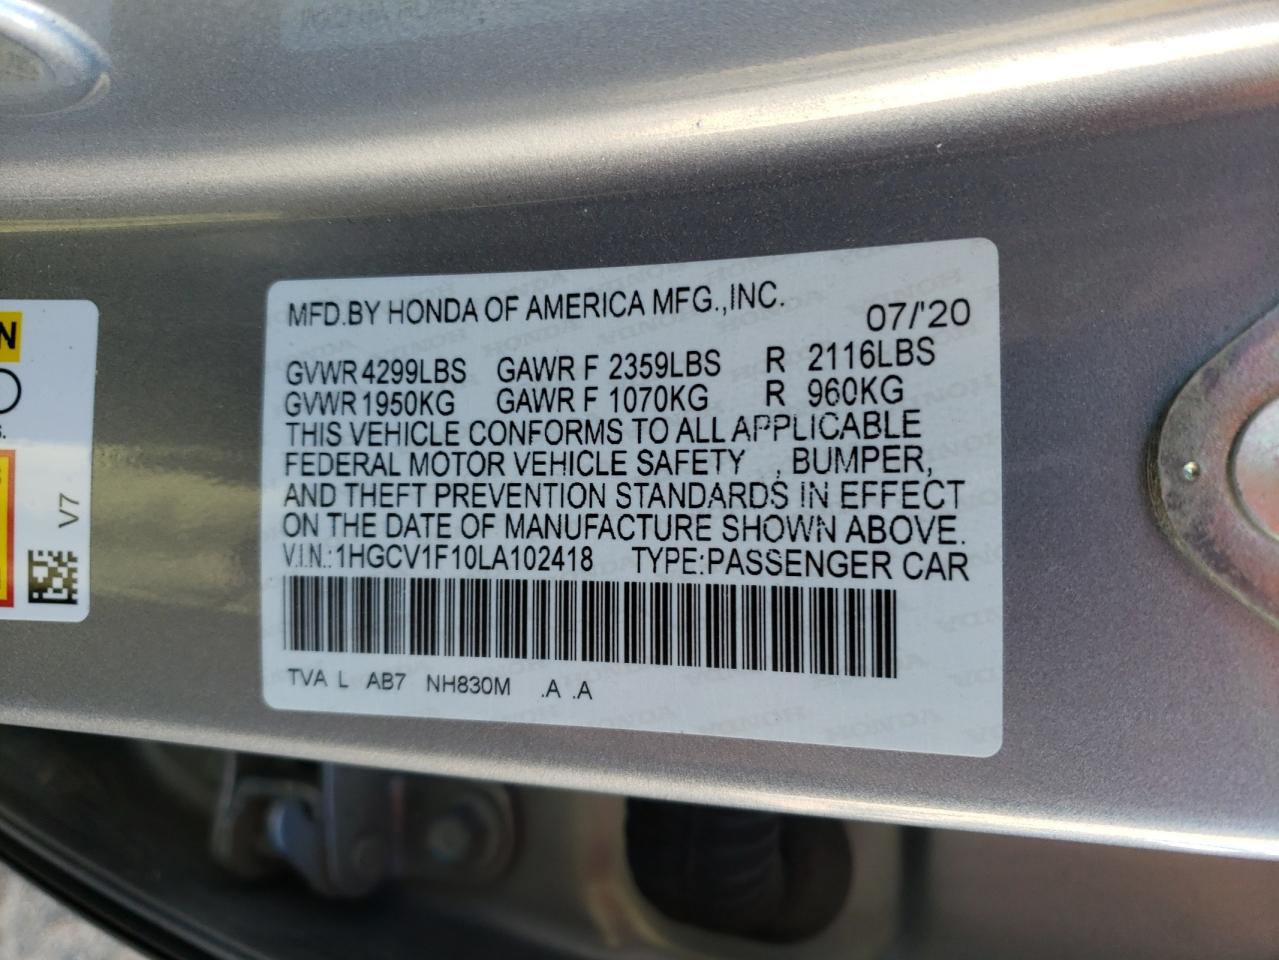 MFD.BY HONDA OF AMERICA MFG.,INC. 07/'20
GVWR 4299LBS GAWR F 2359LBS R 2116LBS
GVWR 1950KG GAWR F 1070KG R 960KG
THIS VEHICLE CONFORMS TO ALL APPLICABLE
FEDERAL MOTOR VEHICLE SAFETY , BUMPER,
AND THEFT PREVENTION STANDARDS IN EFFECT
ON THE DATE OF MANUFACTURE SHOWN ABOVE.
V.I.N.:1HGCV1F10LA102418 TYPE:PASSENGER CAR
TVA L AB7 NH830M .A .A
N
s.
V7